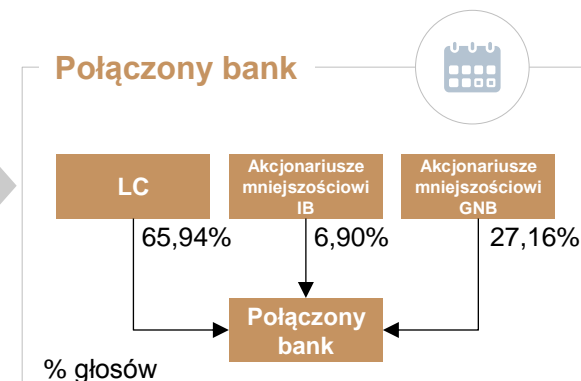 Połączony bank
LC
Akcjonariusze
mniejszościowi
IB
Akcjonariusze
mniejszościowi
GNB
65,94%
6,90%
27,16%
Połączony
bank
% głosów